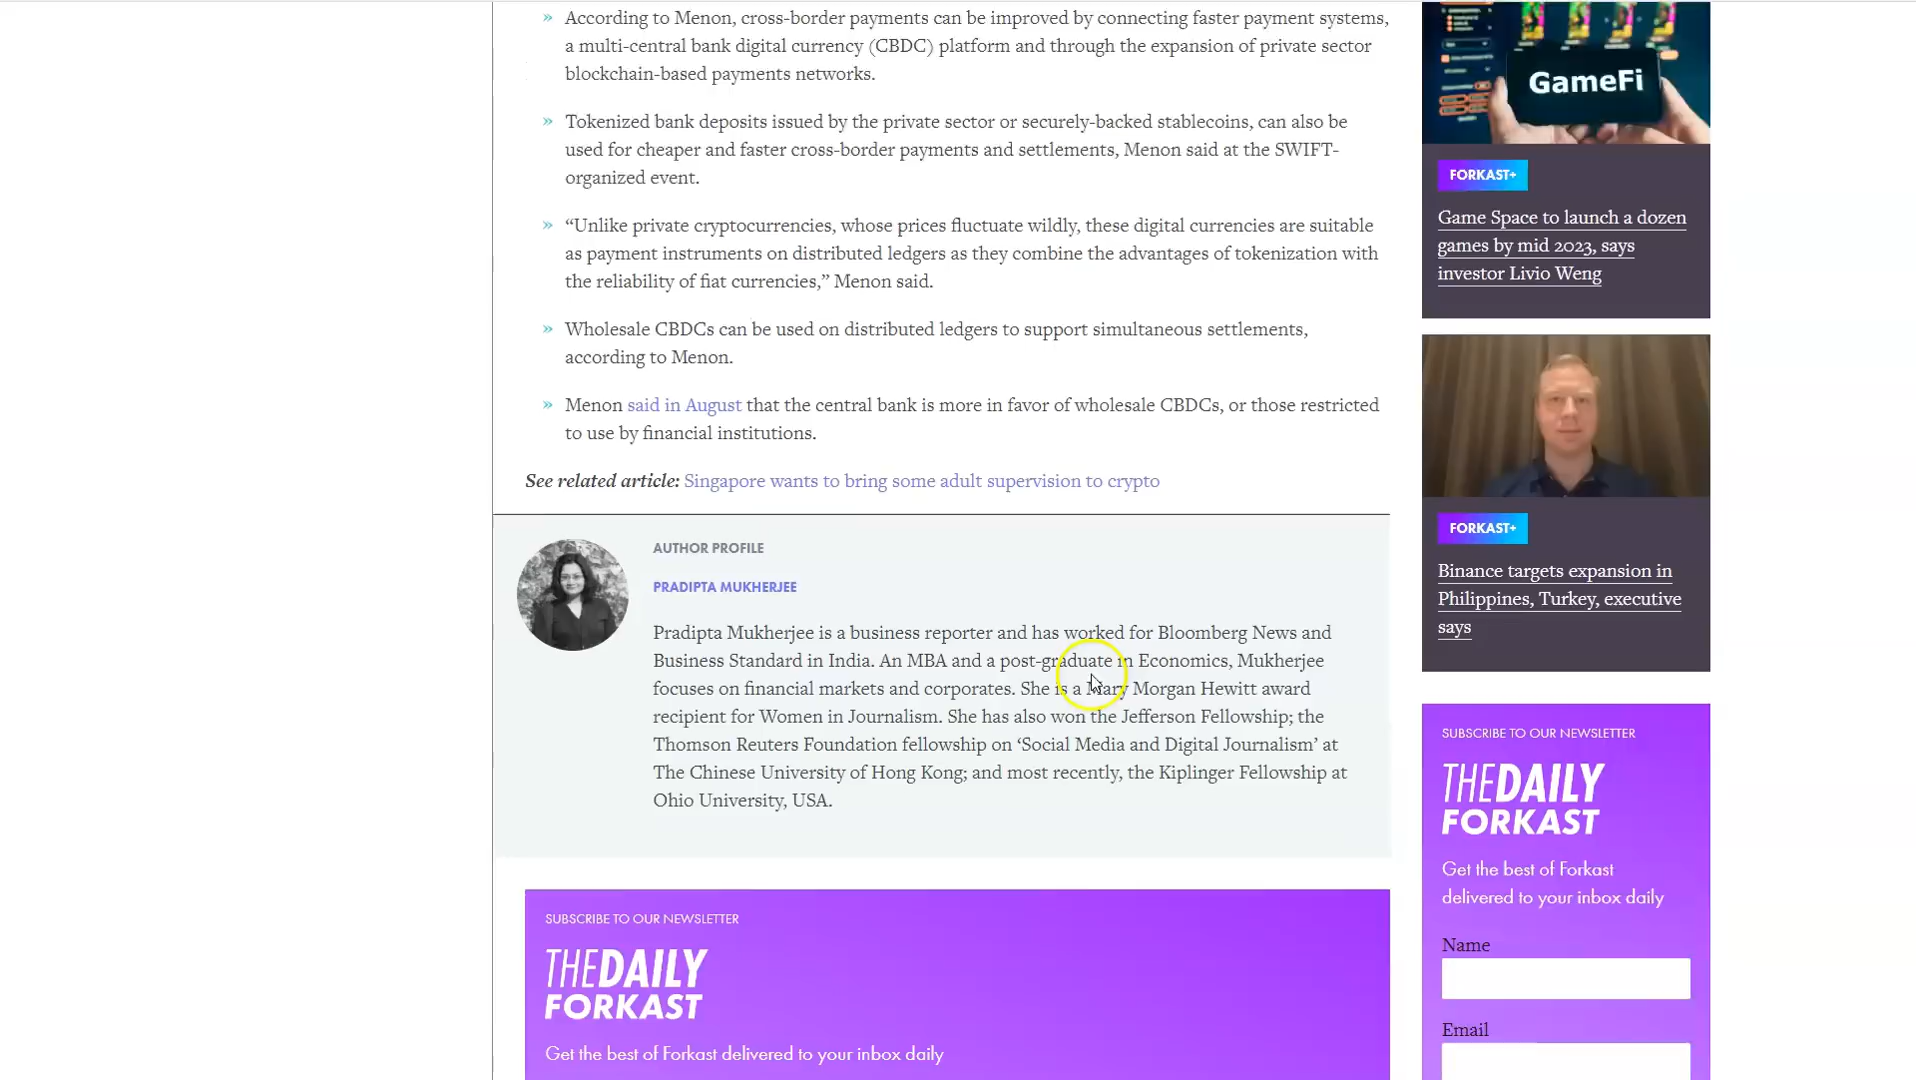 » According to Menon, cross-border payments can be improved by connecting faster payment systems,
a multi-central bank digital currency (CBDC) platform and through the expansion of private sector
blockchain-based payments networks.
» Tokenized bank deposits issued by the private sector or securely-backed stablecoins, can also be
used for cheaper and faster cross-border payments and settlements, Menon said at the SWIFT-
organized event.
» “Unlike private cryptocurrencies, whose prices fluctuate wildly, these digital currencies are suitable
as payment instruments on distributed ledgers as they combine the advantages of tokenization with
the reliability of fiat currencies,” Menon said.
» Wholesale CBDCs can be used on distributed ledgers to support simultaneous settlements,
according to Menon.
» Menon said in August that the central bank is more in favor of wholesale CBDCs, or those restricted
to use by financial institutions.
See related article: Singapore wants to bring some adult supervision to crypto
AUTHOR PROFILE
PRADIPTA MUKHERJEE
Pradipta Mukherjee is a business reporter and has worked for Bloomberg News and
Business Standard in India. An MBA and a post-graduate in Economics, Mukherjee
focuses on financial markets and corporates. She is a Mary Morgan Hewitt award
recipient for Women in Journalism. She has also won the Jefferson Fellowship; the
Thomson Reuters Foundation fellowship on ‘Social Media and Digital Journalism’ at
The Chinese University of Hong Kong; and most recently, the Kiplinger Fellowship at
Ohio University, USA.
SUBSCRIBE TO OUR NEWSLETTER
THE DAILY
FORKAST
Get the best of Forkast delivered to your inbox daily
GameFi
FORKAST+
Game Space to launch a dozen
games by mid 2023, says
investor Livio Weng
FORKAST+
Binance targets expansion in
Philippines, Turkey, executive
says
SUBSCRIBE TO OUR NEWSLETTER
THE DAILY
FORKAST
Get the best of Forkast
delivered to your inbox daily
Name
Email